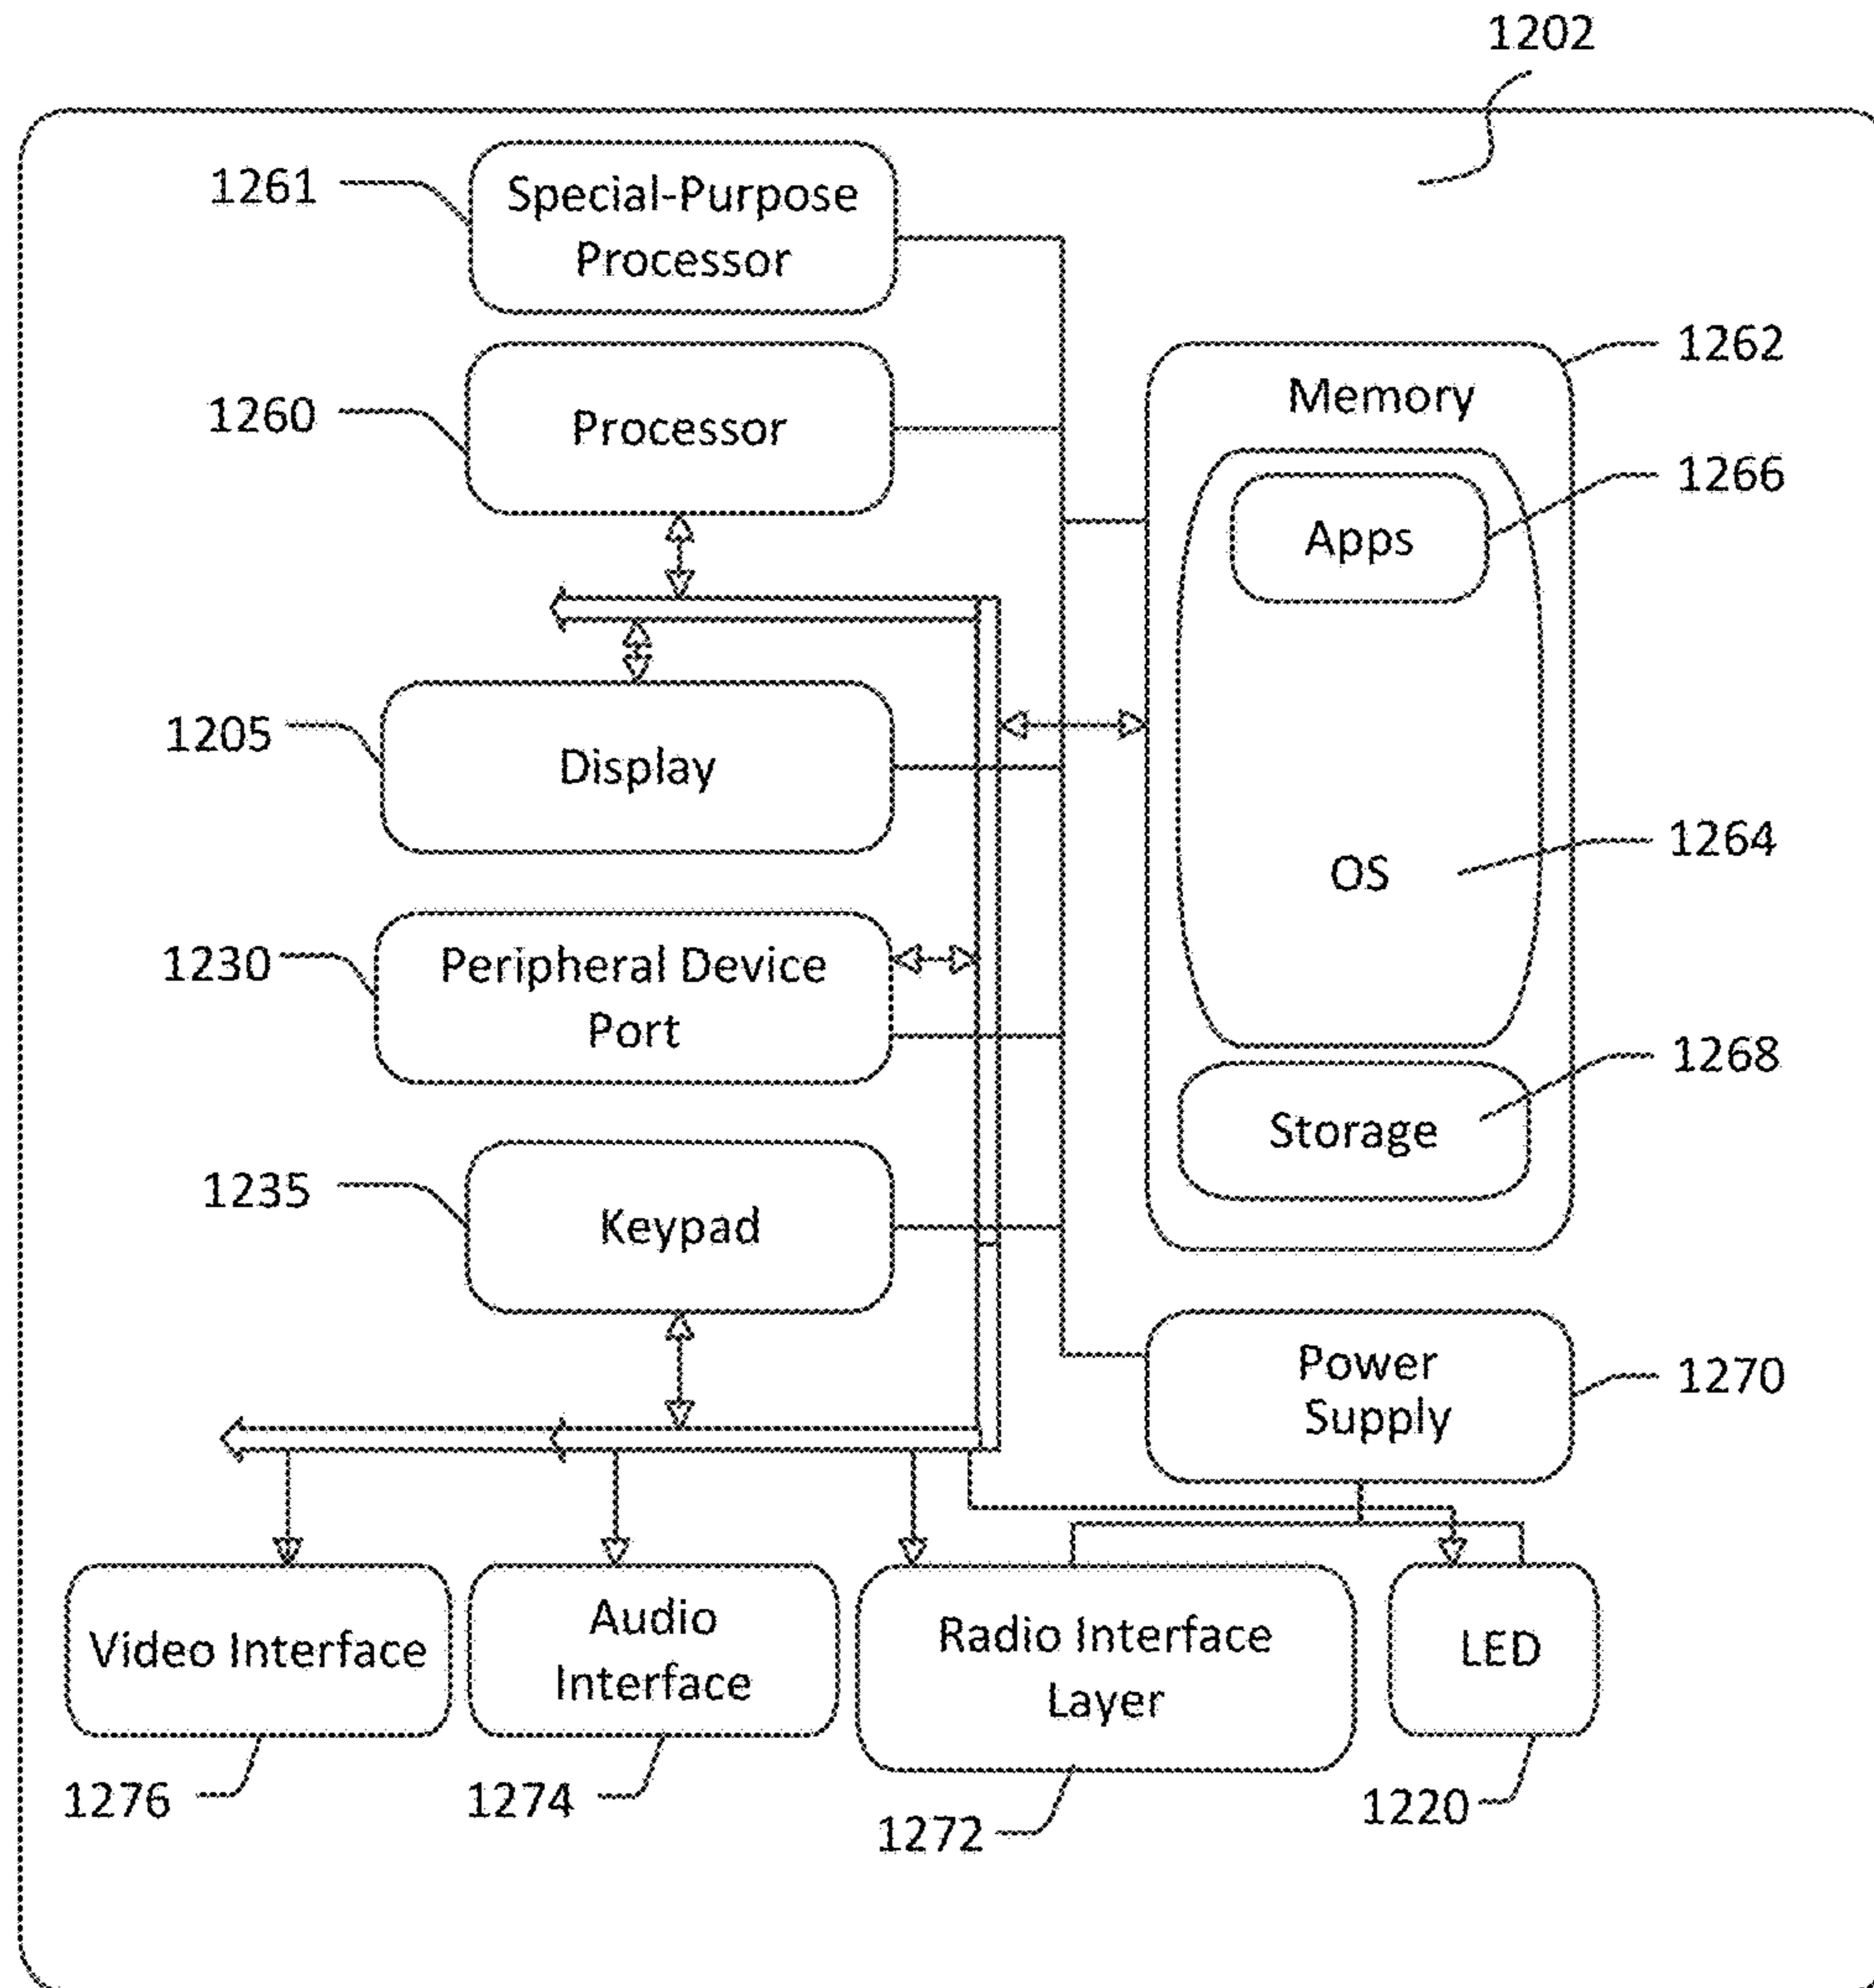 1202
1261
Special-Purpose
Processor
1262
Memory
1260
Processor
1266
Apps
1205
Display
1264
OS
1230
Peripheral Device
Port
1268
Storage
1235
Keypad
Power
Supply
1270
Video Interface
Audio
Interface
Radio Interface
Layer
LED
1276
1274
1272
1220